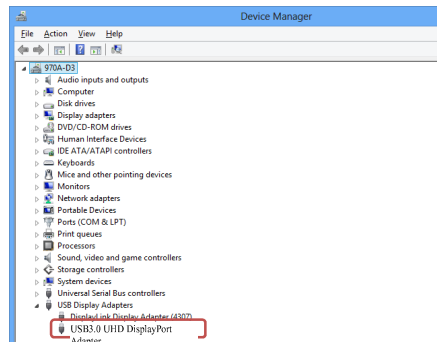 Device Manager
File Action View Help
970A-D3
Audio inputs and outputs
Computer
Disk drives
Display adapters
DVD/CD-ROM drives
Human Interface Devices
IDE ATA/ATAPI controllers
Keyboards
Mice and other pointing devices
Monitors
Network adapters
Portable Devices
Ports (COM & LPT)
Print queues
Processors
Sound, video and game controllers
Storage controllers
System devices
Universal Serial Bus controllers
USB Display Adapters
DisplayLink Display Adapter (4307)
USB3.0 UHD DisplayPort
Adapter